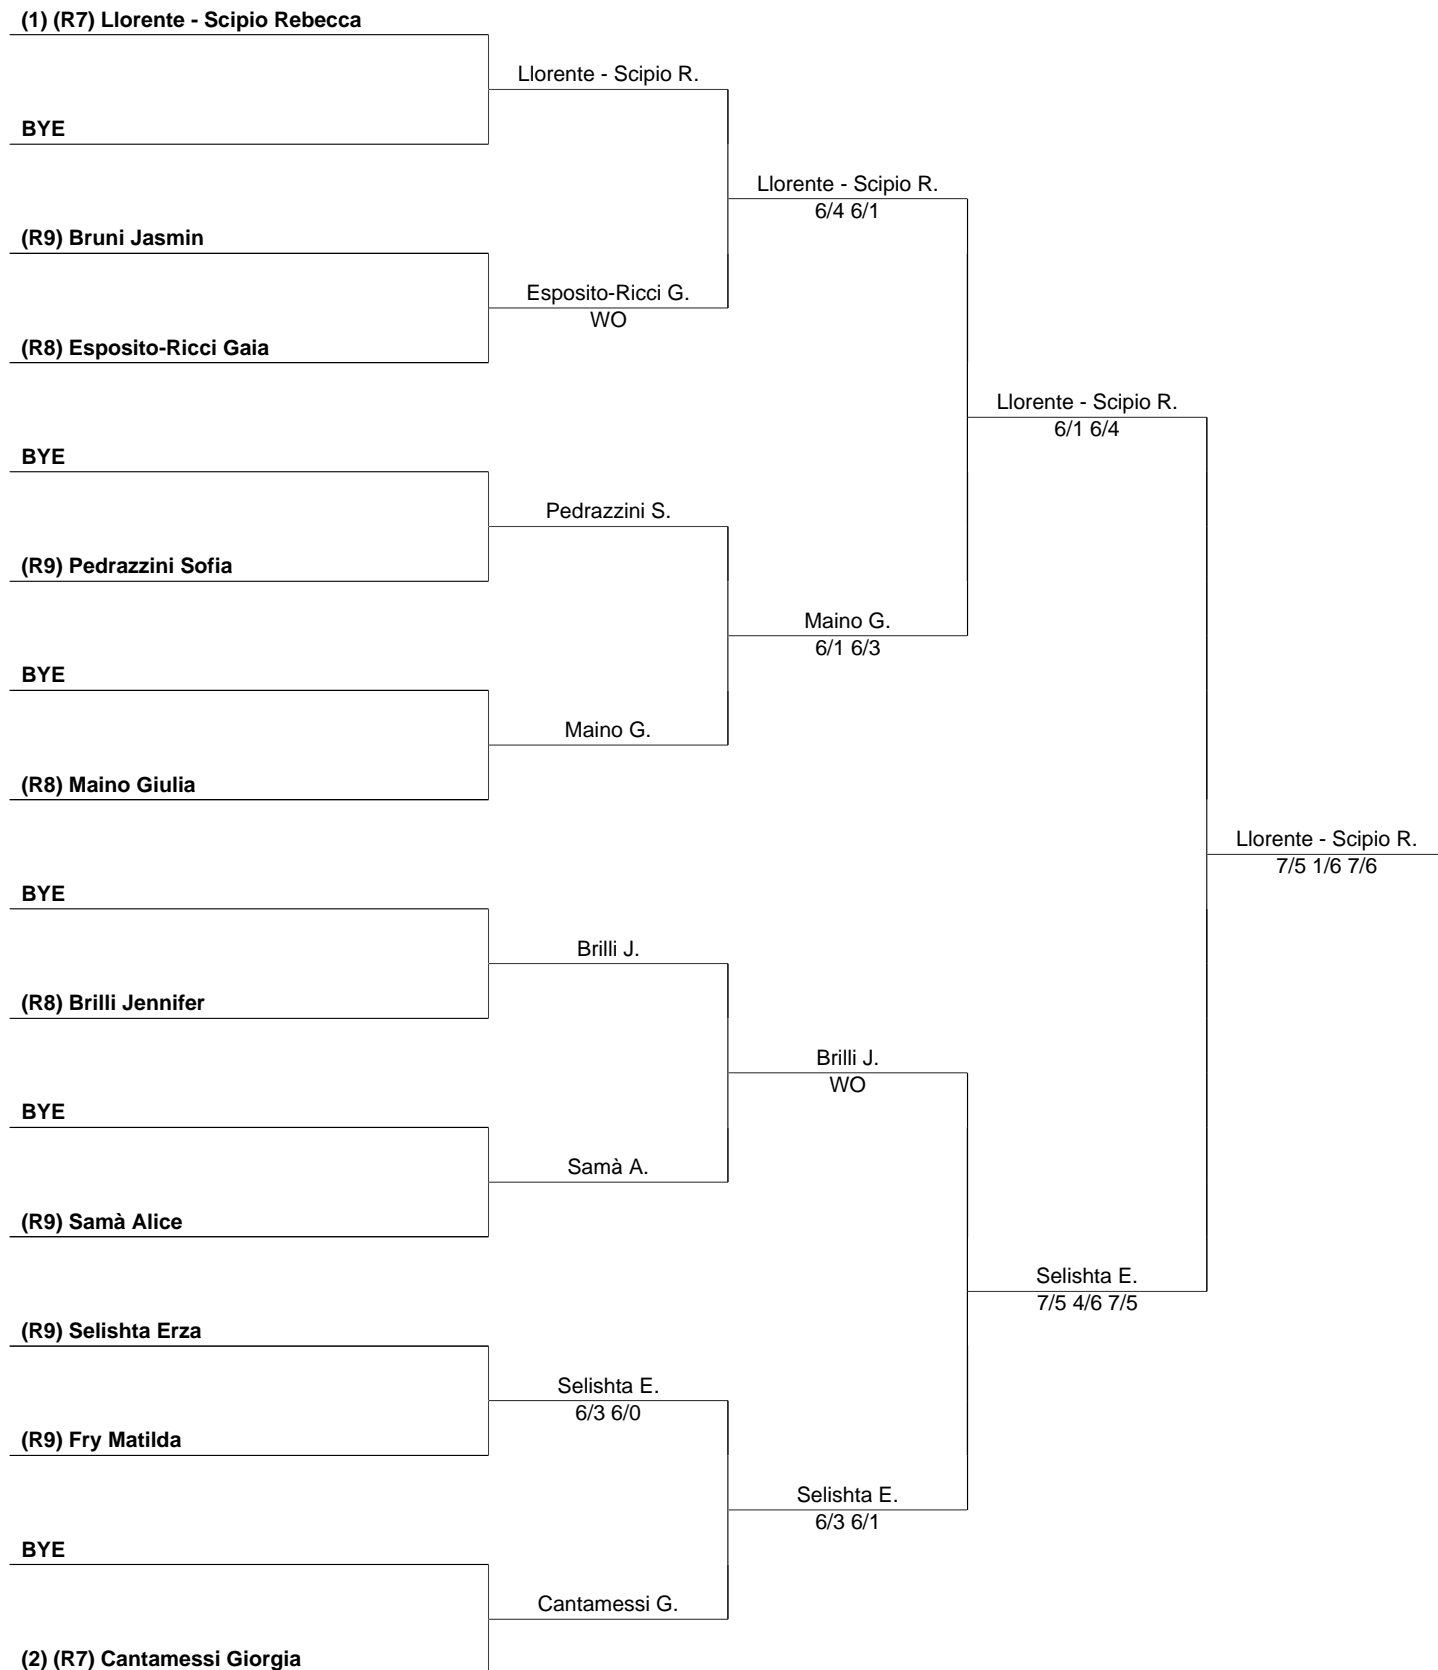 (1) (R7) Llorente - Scipio Rebecca
Llorente - Scipio R.
BYE
Llorente - Scipio R.
6/4 6/1
(R9) Bruni Jasmin
Esposito-Ricci G.
WO
(R8) Esposito-Ricci Gaia
Llorente - Scipio R.
6/1 6/4
BYE
Pedrazzini S.
(R9) Pedrazzini Sofia
Maino G.
6/1 6/3
BYE
Maino G.
(R8) Maino Giulia
Llorente - Scipio R.
7/5 1/6 7/6
BYE
Brilli J.
(R8) Brilli Jennifer
Brilli J.
WO
BYE
Samà A.
(R9) Samà Alice
Selishta E.
7/5 4/6 7/5
(R9) Selishta Erza
Selishta E.
6/3 6/0
(R9) Fry Matilda
Selishta E.
6/3 6/1
BYE
Cantamessi G.
(2) (R7) Cantamessi Giorgia